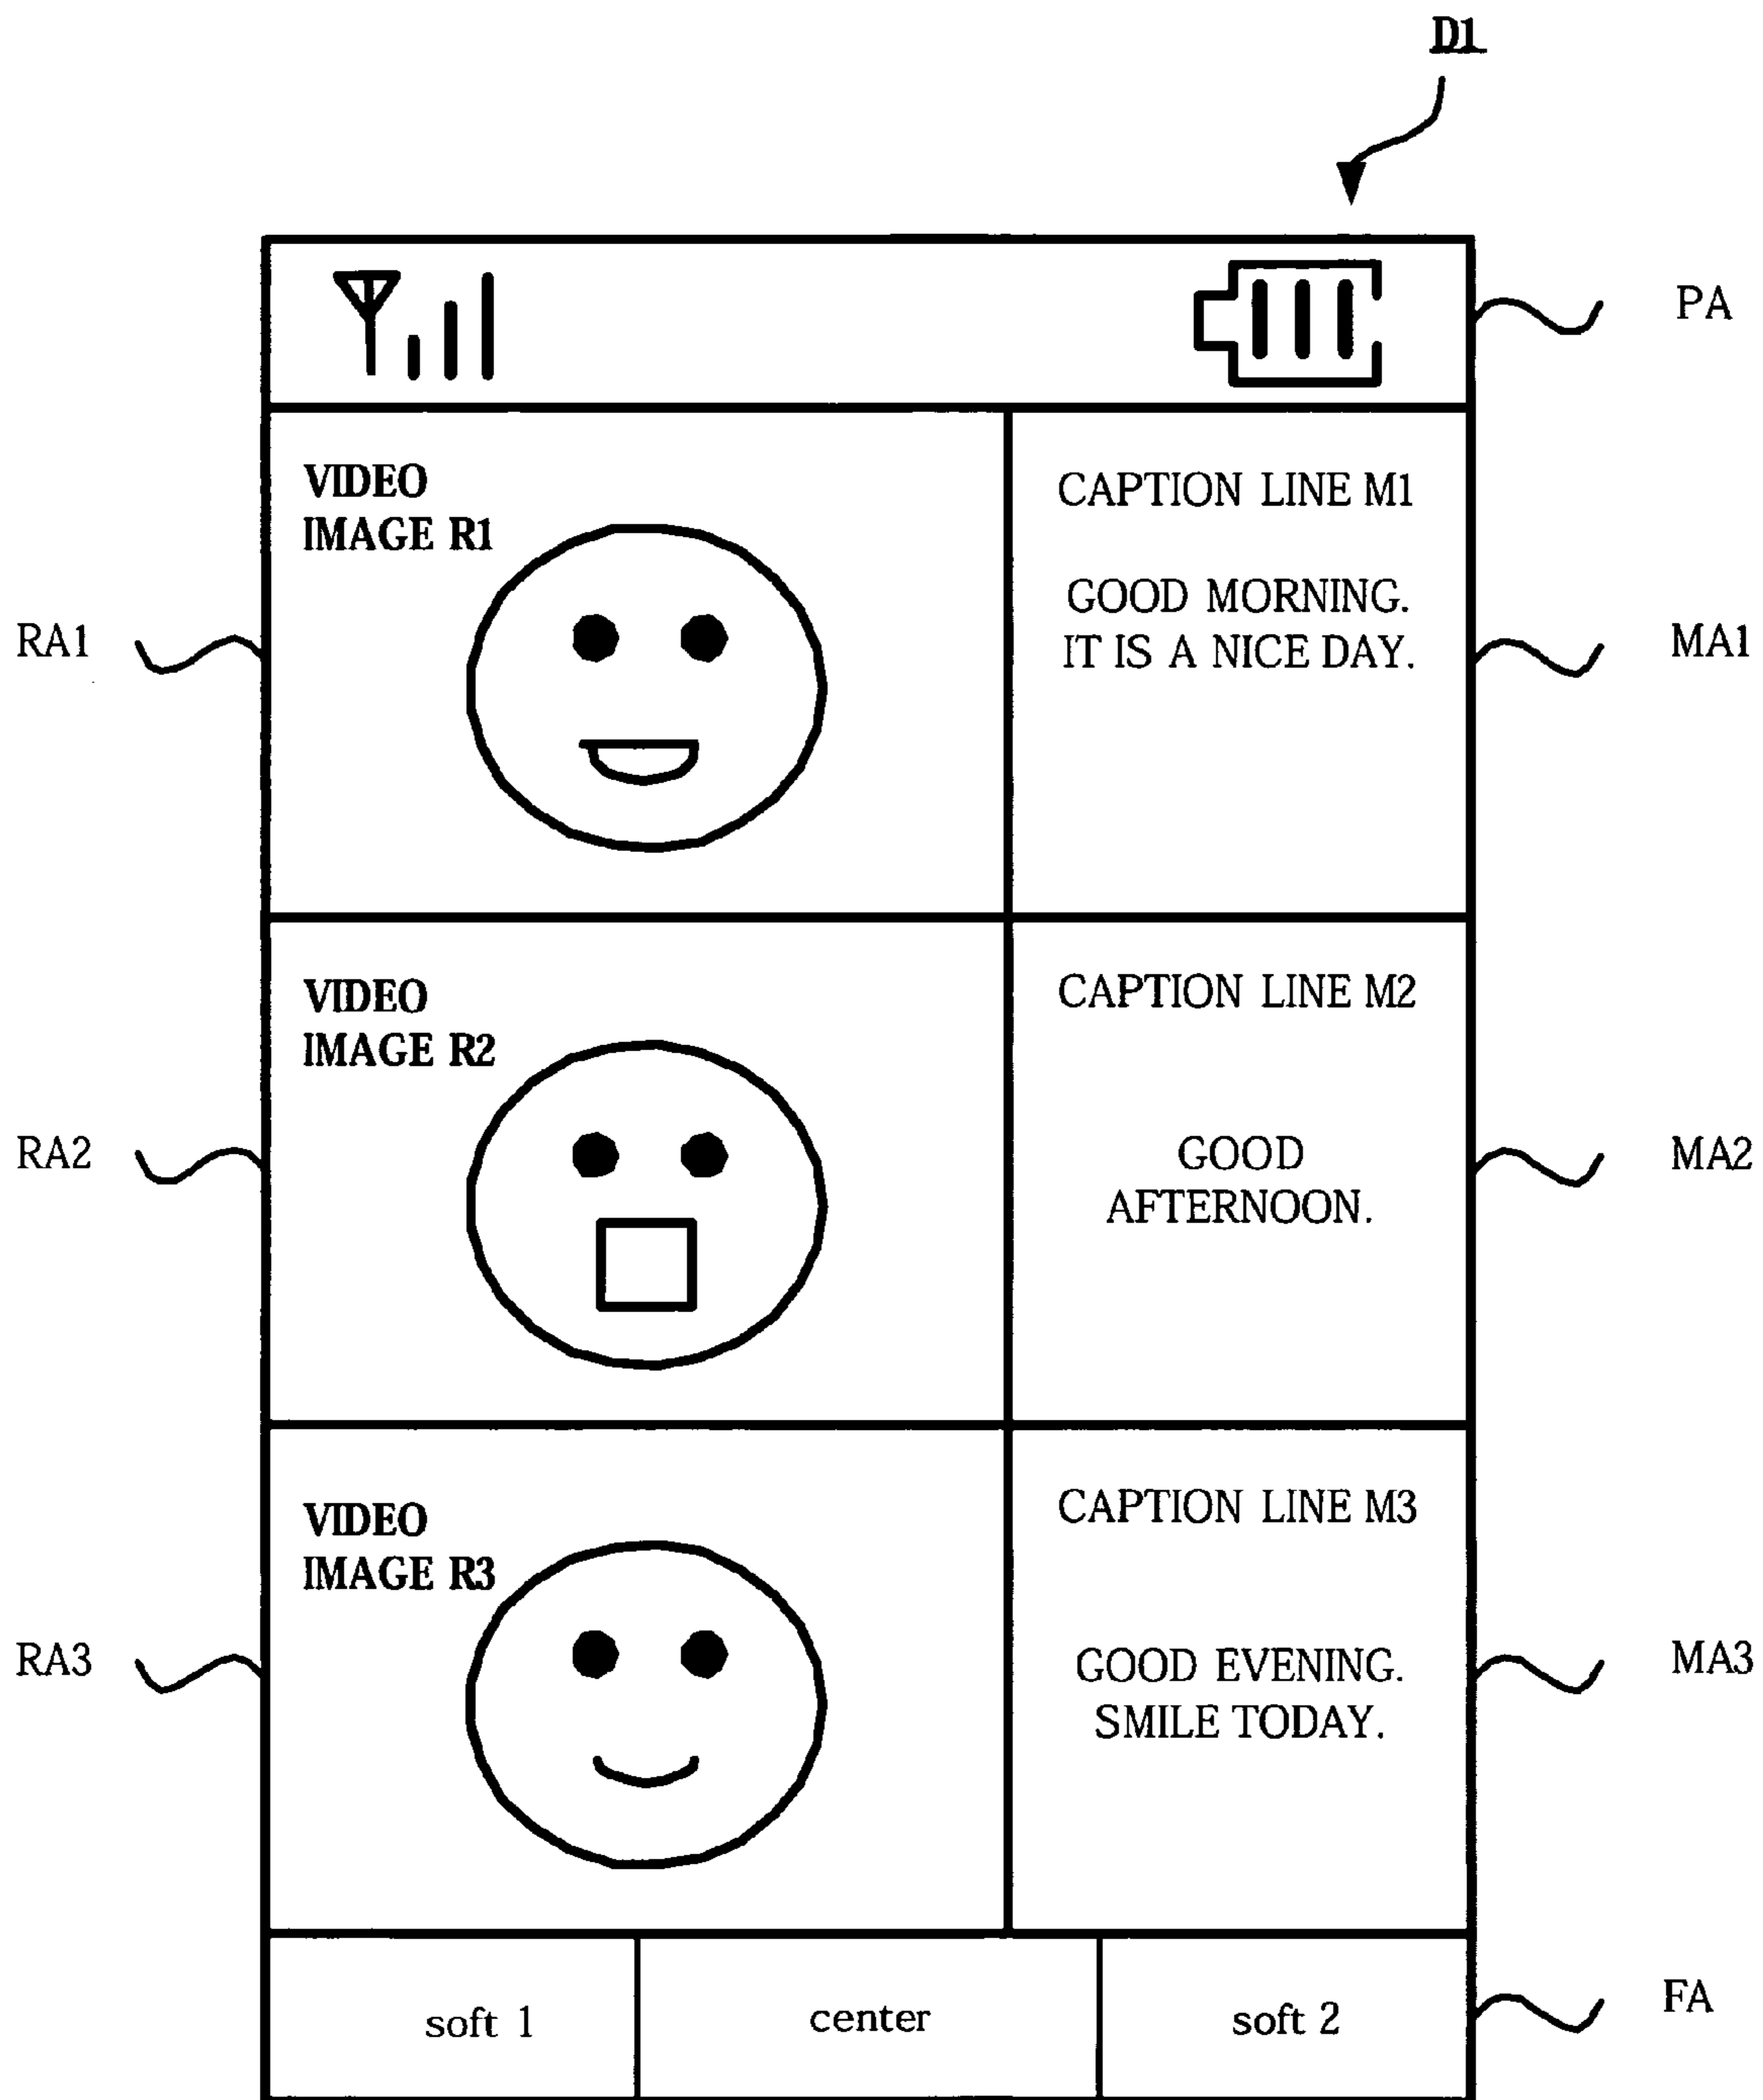 D1
PA
VIDEO
IMAGE R1
CAPTION LINE M1
GOOD MORNING.
IT IS A NICE DAY.
RA1
MA1
VIDEO
IMAGE R2
CAPTION LINE M2
GOOD
AFTERNOON.
RA2
MA2
VIDEO
IMAGE R3
CAPTION LINE M3
GOOD EVENING.
SMILE TODAY.
RA3
MA3
soft 1
center
soft 2
FA